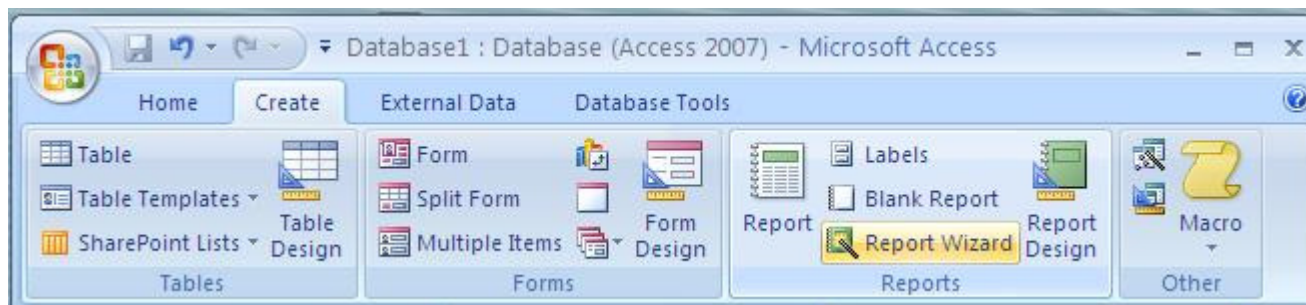 Database1 : Database (Access 2007) - Microsoft Access
Home Create External Data Database Tools
Table
Table Templates
SharePoint Lists
Table
Design
Tables
Form
Split Form
Multiple Items
Form
Design
Forms
Report
Labels
Blank Report
Report Wizard
Report
Design
Reports
Macro
Other